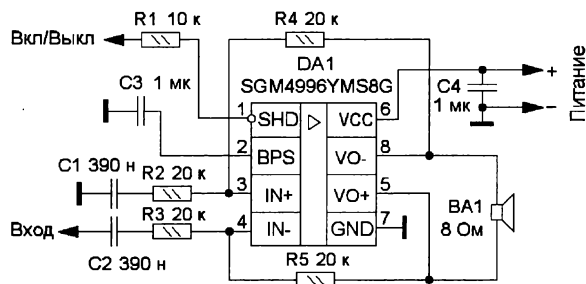 R1 10 к
R4 20 к
Вкл/Выкл
DA1
SGM4996YMS8G
C3 1 мк
1
SHD
VCC
6
C4
1 мк
+
−
Питание
2
BPS
VO-
8
C1 390 н
R2 20 к
3
IN+
VO+
5
R3 20 к
Вход
4
IN-
GND
7
BA1
8 Ом
C2 390 н
R5 20 к